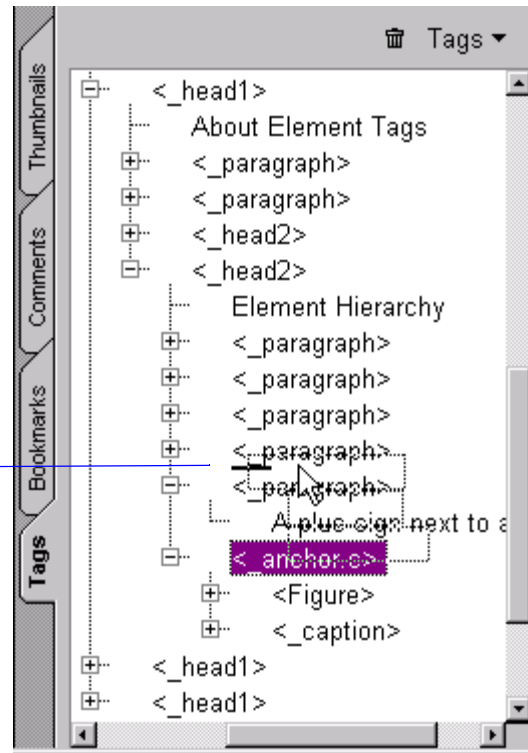 Tags
Thumbnails
Comments
Bookmarks
Tags
<_head1>
About Element Tags
<_paragraph>
<_paragraph>
<_head2>
<_head2>
Element Hierarchy
<_paragraph>
<_paragraph>
<_paragraph>
<_paragraph>
<_paragraph>
A plus sign next to a
<_anchor.c>
<Figure>
<_caption>
<_head1>
<_head1>